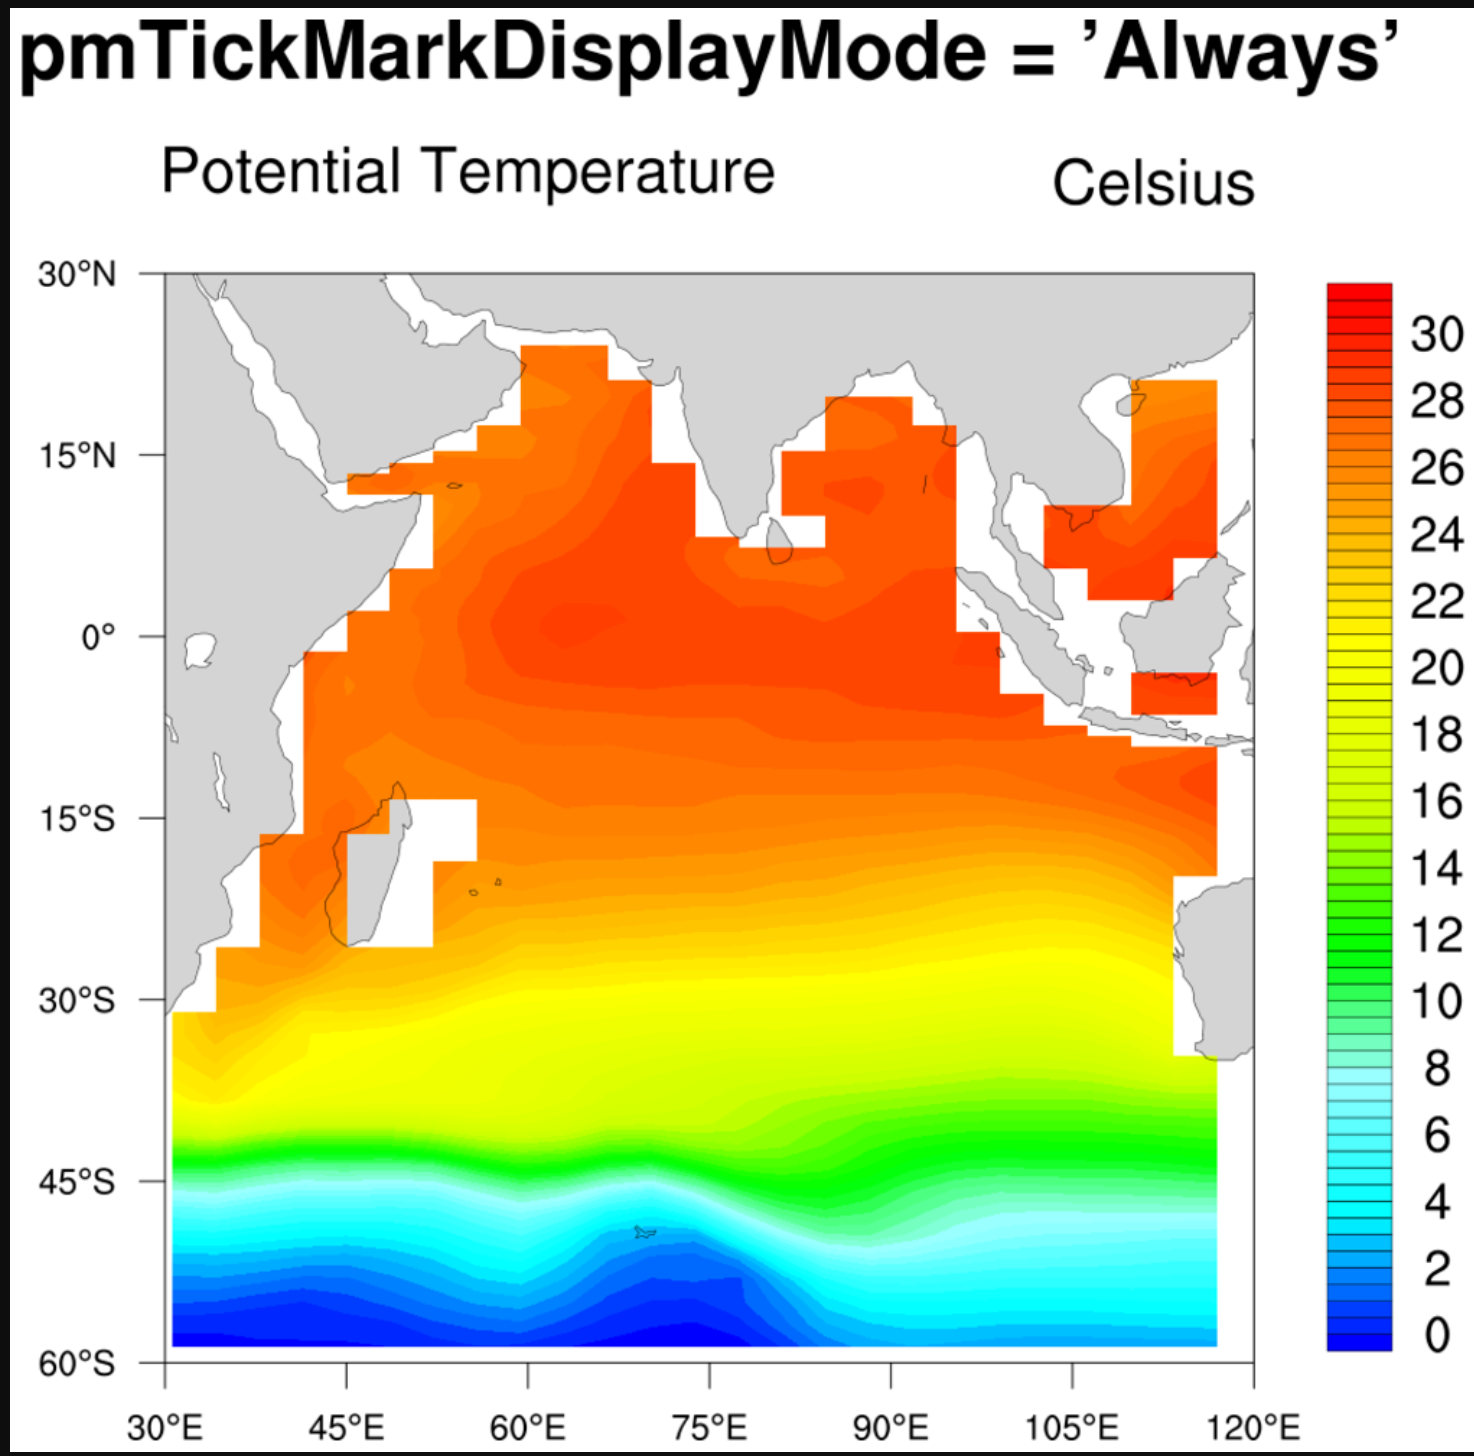 pmTickMarkDisplayMode = 'Always'
Potential Temperature
Celsius
30°N
15°N
0°
15°S
30°S
45°S
60°S
30°E 45°E 60°E 75°E 90°E 105°E 120°E
30
28
26
24
22
20
18
16
14
12
10
8
6
4
2
0